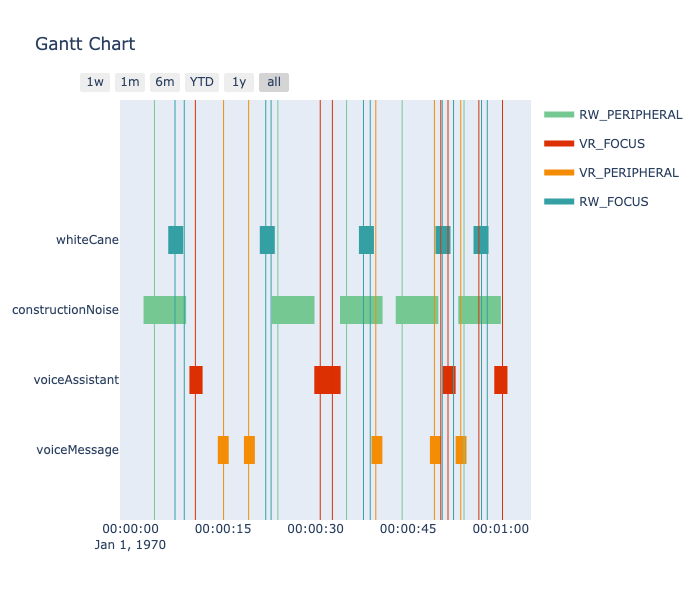 Gantt Chart
1w 1m 6m YTD 1y all
RW_PERIPHERAL
VR_FOCUS
VR_PERIPHERAL
RW_FOCUS
whiteCane
constructionNoise
voiceAssistant
voiceMessage
00:00:00 00:00:15 00:00:30 00:00:45 00:01:00
Jan 1, 1970